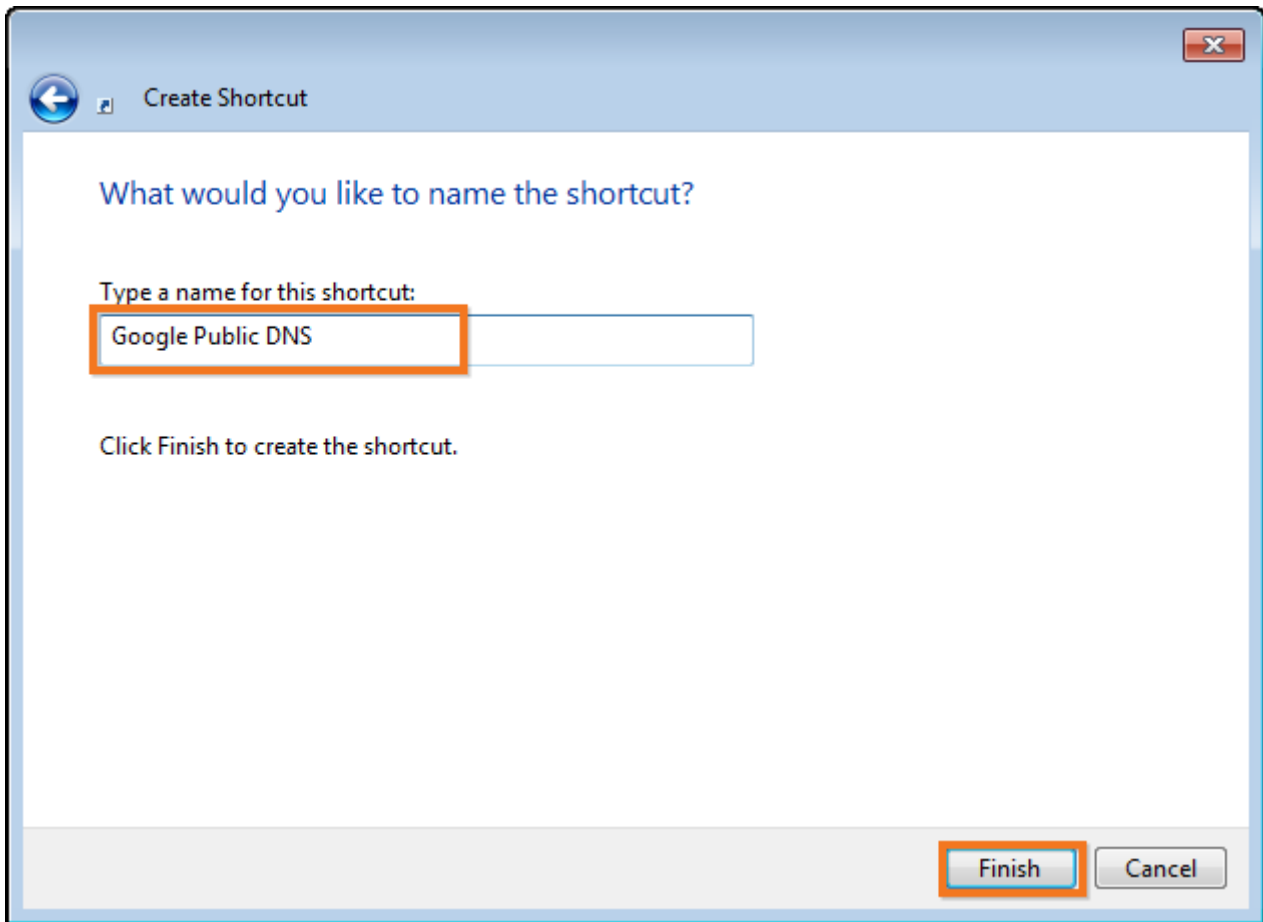 Create Shortcut
What would you like to name the shortcut?
Type a name for this shortcut:
Google Public DNS
Click Finish to create the shortcut.
Finish Cancel